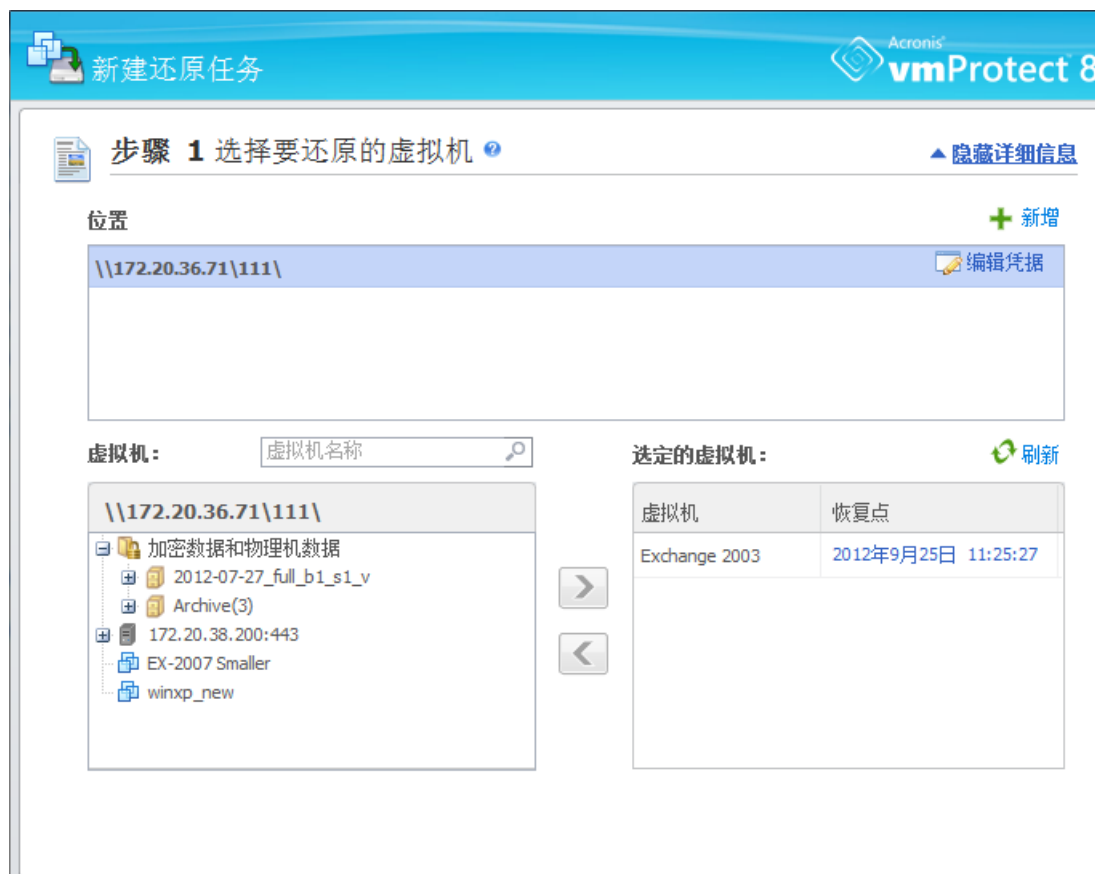 新建还原任务
Acronis®
vmProtect 8
步骤 1 选择要还原的虚拟机
隐藏详细信息
位置
新增
\\172.20.36.71\111\
编辑凭据
虚拟机：
虚拟机名称
选定的虚拟机：
刷新
\\172.20.36.71\111\
加密数据和物理机数据
2012-07-27_full_b1_s1_v
Archive(3)
172.20.38.200:443
EX-2007 Smaller
winxp_new
虚拟机 恢复点
Exchange 2003 2012年9月25日 11:25:27